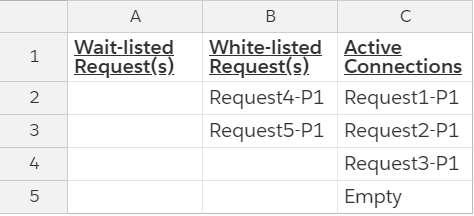 A B C
1 Wait-listed White-listed Active
Request(s) Request(s) Connections
2 Request4-P1 Request1-P1
3 Request5-P1 Request2-P1
4 Request3-P1
5 Empty